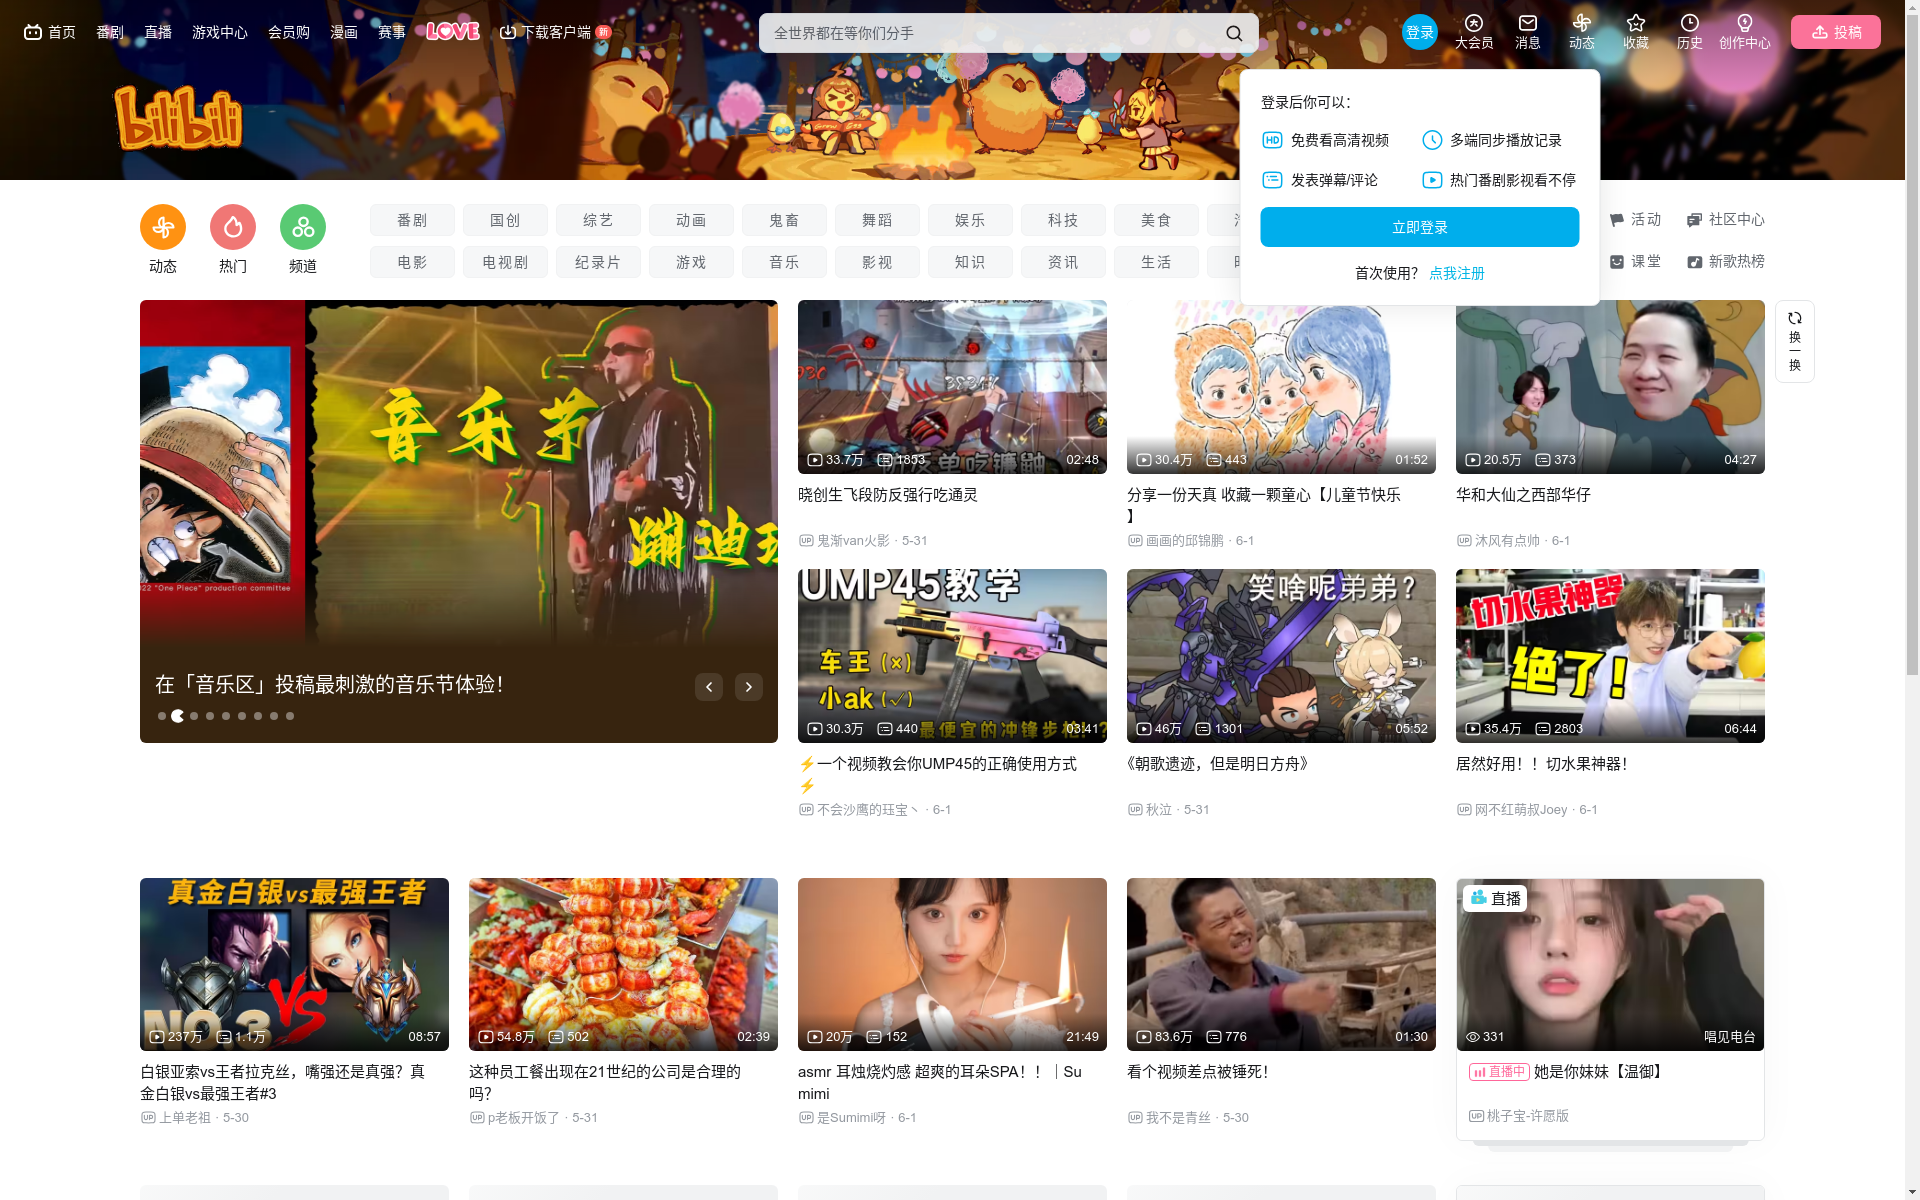 首页 番剧 直播 游戏中心 会员购 漫画 赛事 LOVE 下载客户端 新
全世界都在等你们分手
登录 大会员 消息 动态 收藏 历史 创作中心 投稿
bilibili
登录后你可以：
免费看高清视频 多端同步播放记录
发表弹幕/评论 热门番剧影视看不停
立即登录
首次使用？ 点我注册
动态 热门 频道
番剧 国创 综艺 动画 鬼畜 舞蹈 娱乐 科技 美食
电影 电视剧 纪录片 游戏 音乐 影视 知识 资讯 生活
活动 社区中心
课堂 新歌热榜
换一换
音乐节
蹦迪现
022 "One Piece" production committee
在「音乐区」投稿最刺激的音乐节体验！
33.7万 1853 02:48
晓创生飞段防反强行吃通灵
鬼渐van火影 · 5-31
30.4万 443 01:52
分享一份天真 收藏一颗童心【儿童节快乐
】
画画的邱锦鹏 · 6-1
20.5万 373 04:27
华和大仙之西部华仔
沐风有点帅 · 6-1
UMP45教学
车王(×)
小ak(√)
最便宜的冲锋步枪!?
30.3万 440 03:41
⚡一个视频教会你UMP45的正确使用方式
⚡
不会沙鹰的珏宝丶 · 6-1
笑啥呢弟弟？
46万 1301 05:52
《朝歌遗迹，但是明日方舟》
秋泣 · 5-31
切水果神器
绝了！
35.4万 2803 06:44
居然好用！！切水果神器！
网不红萌叔Joey · 6-1
真金白银vs最强王者
VS
NO.3
237万 1.1万 08:57
白银亚索vs王者拉克丝，嘴强还是真强？真
金白银vs最强王者#3
上单老祖 · 5-30
54.8万 502 02:39
这种员工餐出现在21世纪的公司是合理的
吗？
p老板开饭了 · 5-31
20万 152 21:49
asmr 耳烛烧灼感 超爽的耳朵SPA！！｜Su
mimi
是Sumimi呀 · 6-1
83.6万 776 01:30
看个视频差点被锤死！
我不是青丝 · 5-30
直播
331 唱见电台
直播中 她是你妹妹【温御】
桃子宝-许愿版